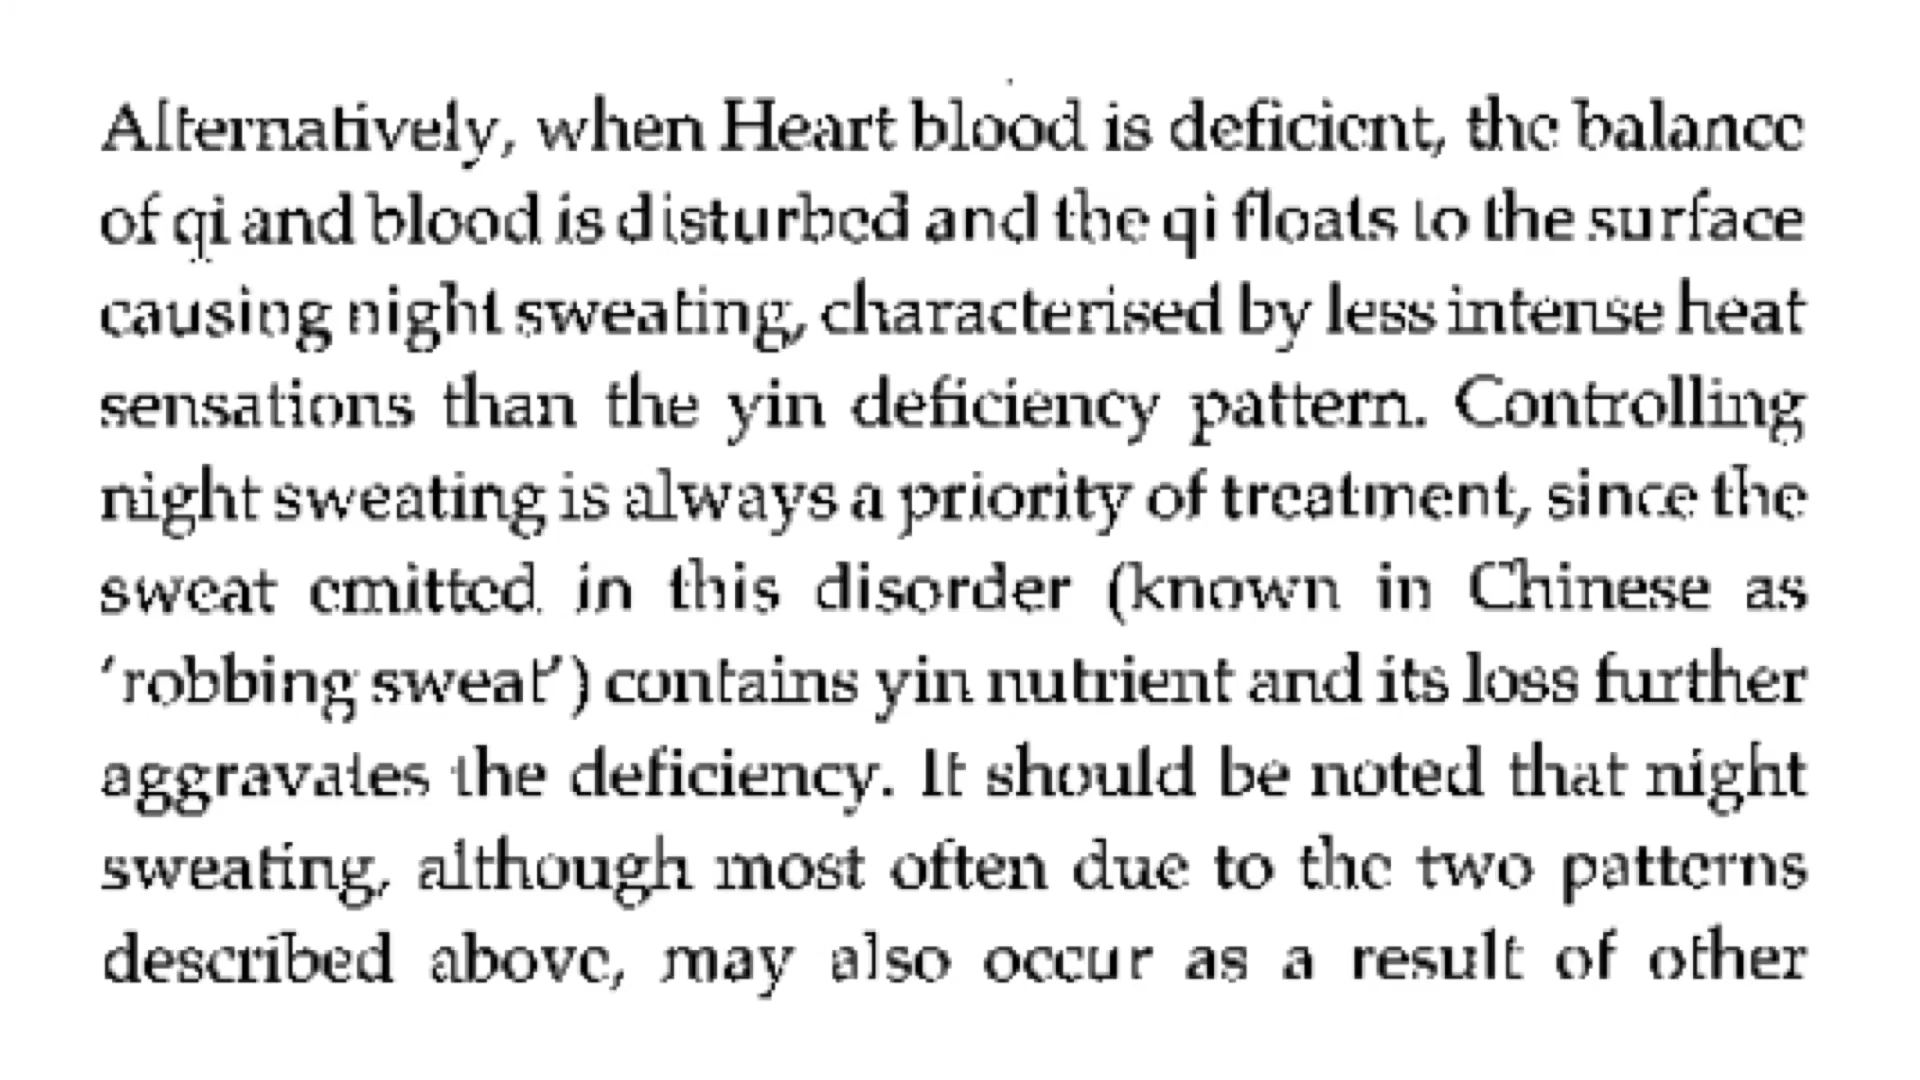 Alternatively, when Heart blood is deficient, the balance
of qi and blood is disturbed and the qi floats to the surface
causing night sweating, characterised by less intense heat
sensations than the yin deficiency pattern. Controlling
night sweating is always a priority of treatment, since the
sweat emitted in this disorder (known in Chinese as
‘robbing sweat’) contains yin nutrient and its loss further
aggravates the deficiency. It should be noted that night
sweating, although most often due to the two patterns
described above, may also occur as a result of other